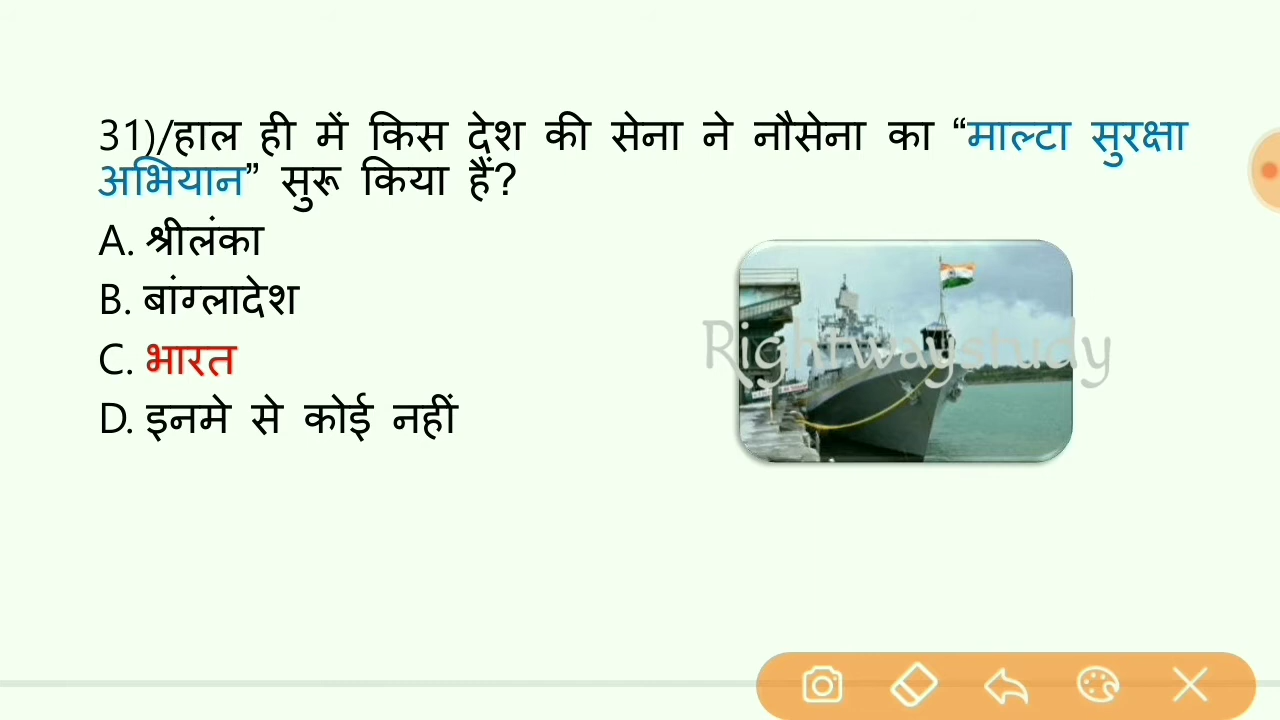 31)/हाल ही में किस देश की सेना ने नौसेना का “माल्टा सुरक्षा
अभियान” सुरू किया हैं?
A. श्रीलंका
B. बांग्लादेश
C. भारत
D. इनमे से कोई नहीं
Rightwaystudy